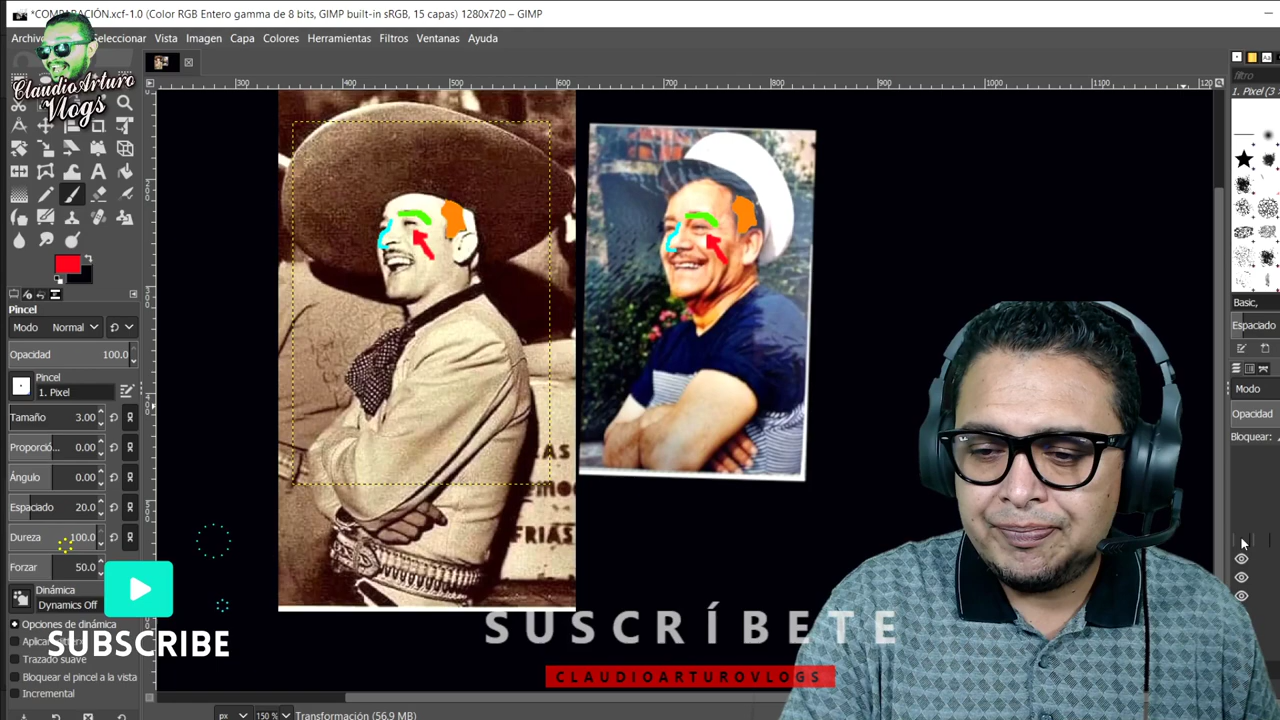 *COMPARACIÓN.xcf-1.0 (Color RGB Entero gamma de 8 bits, GIMP built-in sRGB, 15 capas) 1280x720 – GIMP
Seleccionar Vista Imagen Capa Colores Herramientas Filtros Ventanas Ayuda
ClaudioArturo
Vlogs
300 400 500 600 700 800 900 1000 1100
filtro
1. Pixel (3 ×
200
300
400
500
Pincel
Modo Normal
Opacidad 100.0
Pincel
1. Pixel
Tamaño 3.00
Proporció... 0.00
Ángulo 0.00
Espaciado 20.0
Dureza 100.0
Forzar 50.0
Dinámica
Dynamics Off
Opciones de dinámica
Trazado suave
Bloquear el pincel a la vista
Incremental
FRIAS
Basic,
Espaciado
Modo
Opacidad
Bloquear:
SUBSCRIBE
SUSCRÍBETE
CLAUDIOARTUROVLOGS
px 150 % Transformación (56,9 MB)